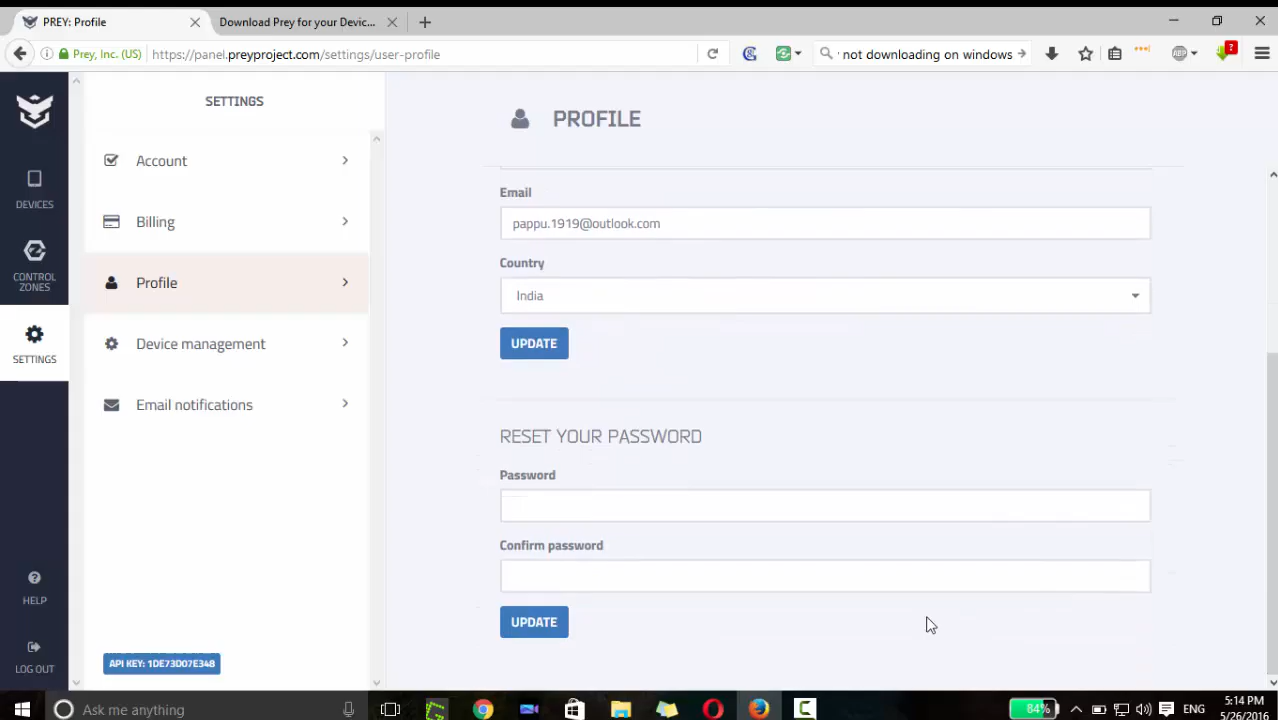 PREY: Profile
Download Prey for your Devic...
Prey, Inc. (US)
https://panel.preyproject.com/settings/user-profile
not downloading on windows
ABP
?
SETTINGS
PROFILE
Account
DEVICES
Email
pappu.1919@outlook.com
Billing
CONTROL
ZONES
Country
India
Profile
UPDATE
SETTINGS
Device management
Email notifications
RESET YOUR PASSWORD
Password
Confirm password
HELP
UPDATE
LOG OUT
API KEY: 1DE73D07E348
Ask me anything
84%
ENG
5:14 PM
5/26/2016